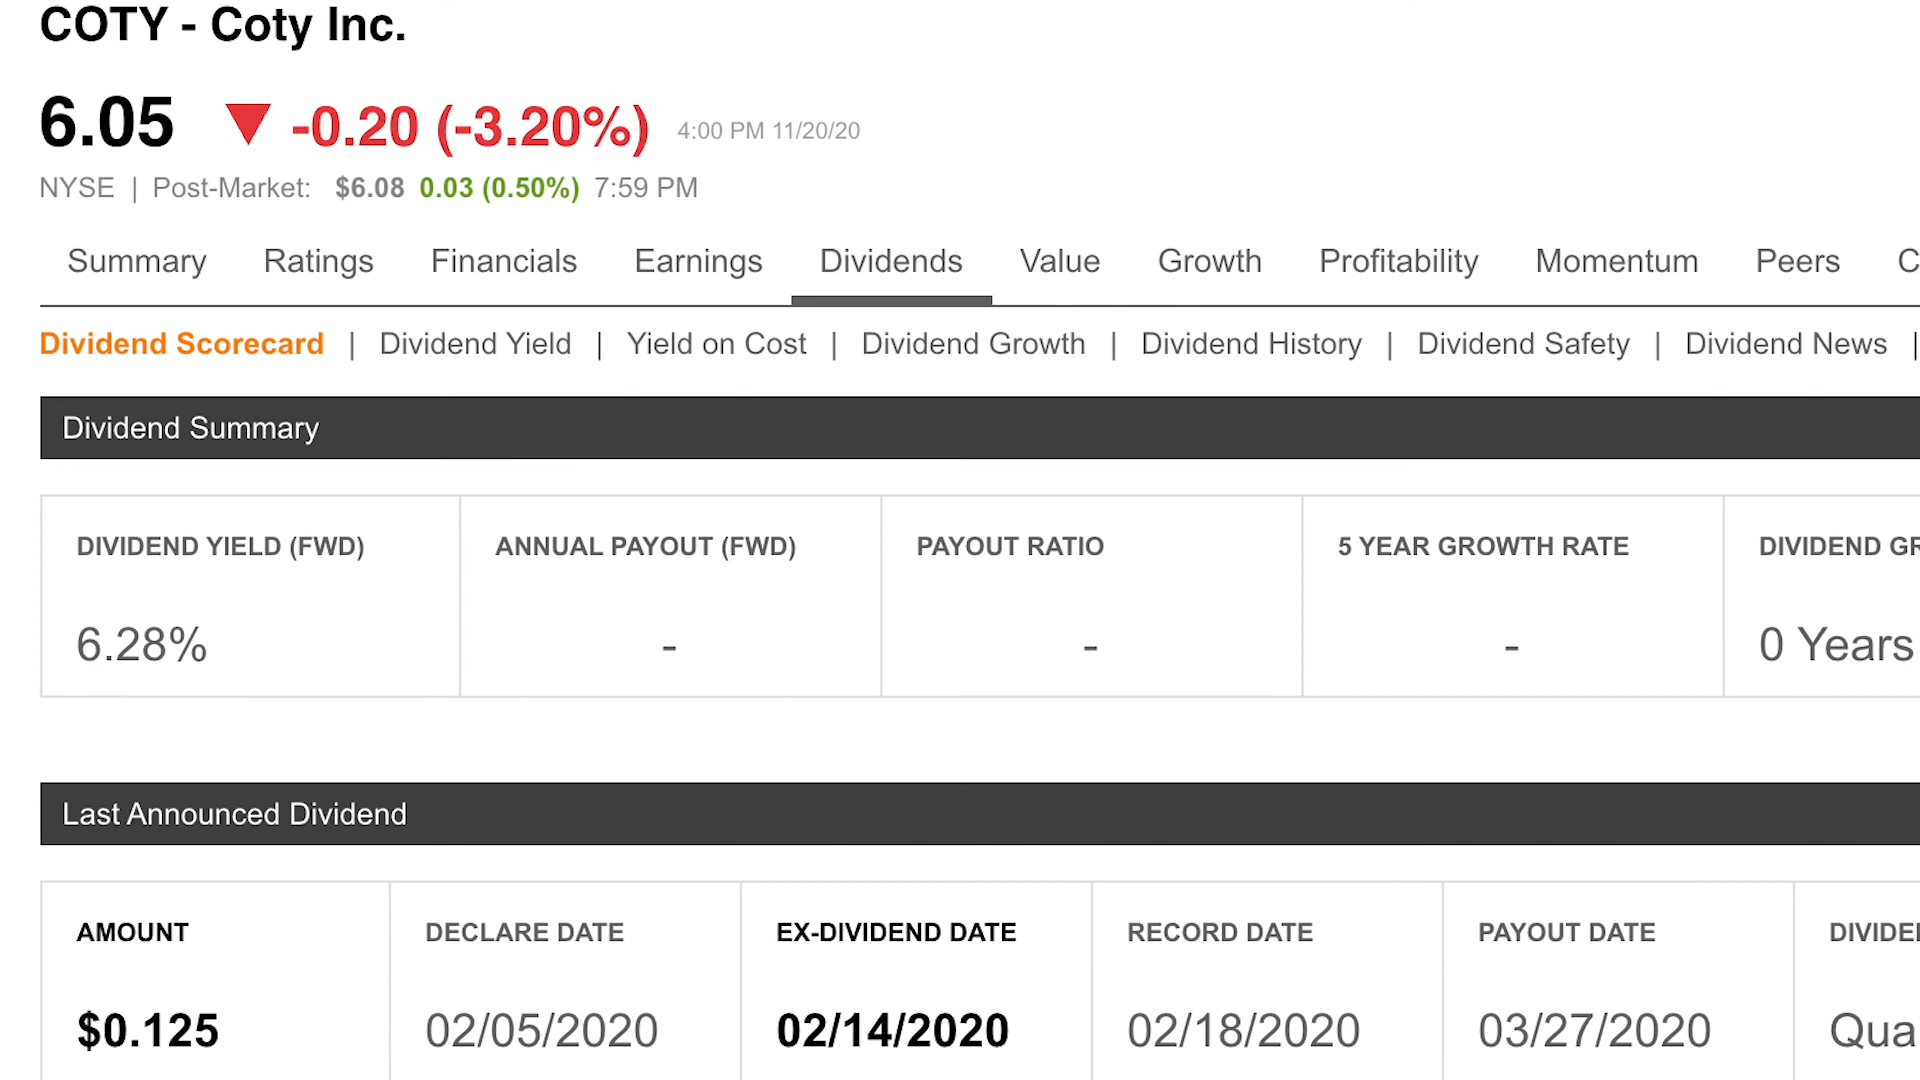 COTY - Coty Inc.
6.05 ▼ -0.20 (-3.20%) 4:00 PM 11/20/20
NYSE | Post-Market: $6.08 0.03 (0.50%) 7:59 PM
Summary Ratings Financials Earnings Dividends Value Growth Profitability Momentum Peers C
Dividend Scorecard | Dividend Yield | Yield on Cost | Dividend Growth | Dividend History | Dividend Safety | Dividend News |
Dividend Summary
DIVIDEND YIELD (FWD) ANNUAL PAYOUT (FWD) PAYOUT RATIO 5 YEAR GROWTH RATE DIVIDEND GR
6.28% - - - 0 Years
Last Announced Dividend
AMOUNT DECLARE DATE EX-DIVIDEND DATE RECORD DATE PAYOUT DATE DIVIDE
$0.125 02/05/2020 02/14/2020 02/18/2020 03/27/2020 Qua